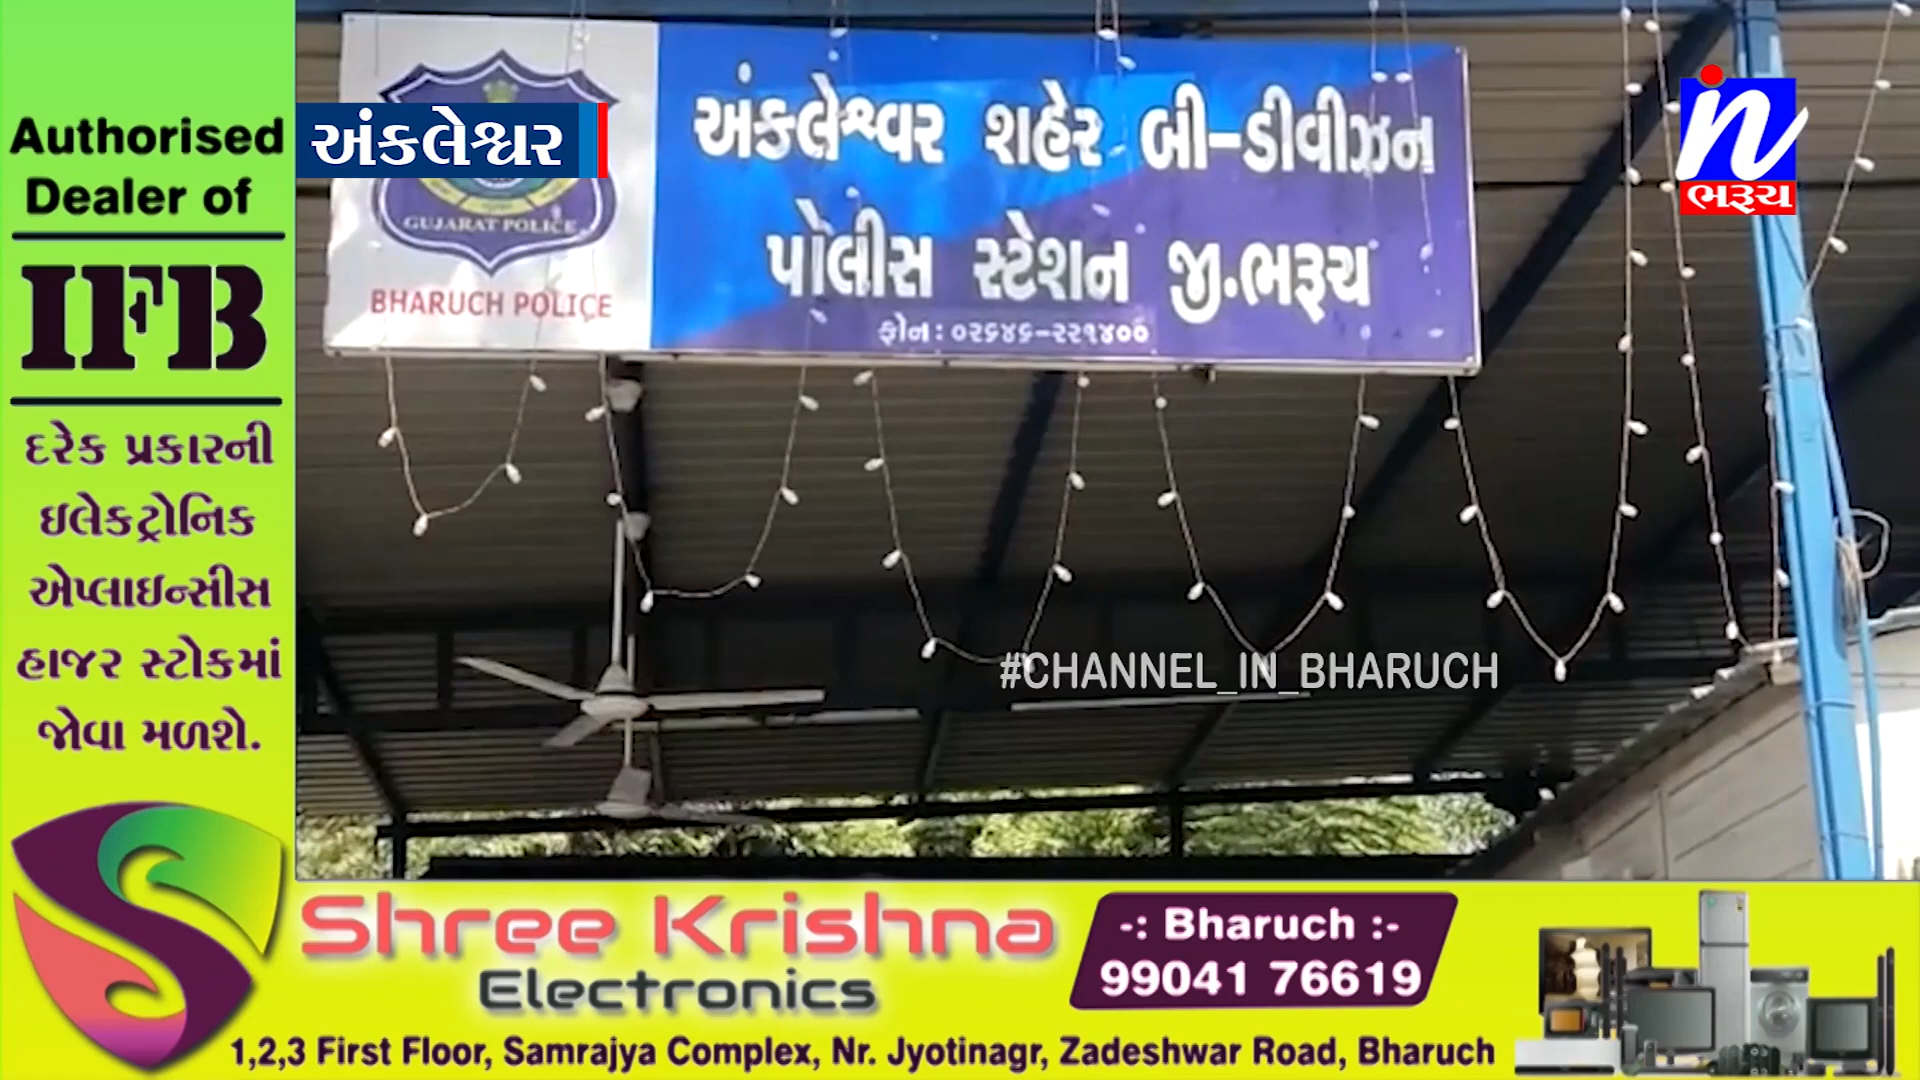 Authorised
Dealer of
IFB
દરેક પ્રકારની
ઇલેકટ્રોનિક
એપ્લાઇન્સીસ
હાજર સ્ટોકમાં
જોવા મળશે.
અંકલેશ્વર
GUJARAT POLICE
BHARUCH POLICE
અંકલેશ્વર શહેર બી-ડીવીઝન
પોલીસ સ્ટેશન જી.ભરૂચ
ફોન : ૦૨૬૪૬-૨૨૧૪૦૦
in
ભરૂચ
#CHANNEL_IN_BHARUCH
Shree Krishna
Electronics
-: Bharuch :-
99041 76619
1,2,3 First Floor, Samrajya Complex, Nr. Jyotinagr, Zadeshwar Road, Bharuch